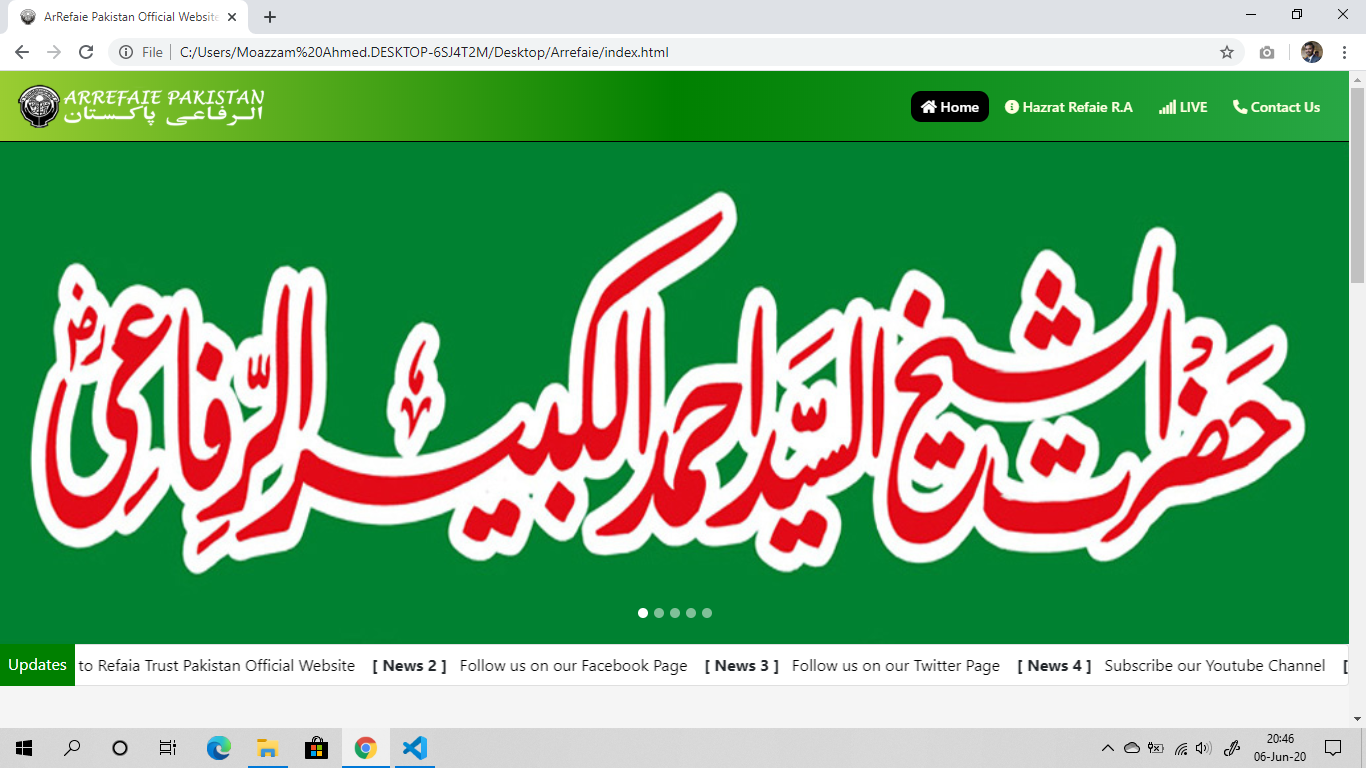 ArRefaie Pakistan Official Website
File
C:/Users/Moazzam%20Ahmed.DESKTOP-6SJ4T2M/Desktop/Arrefaie/index.html
ARREFAIE PAKISTAN
الرفاعی پاکستان
Home
Hazrat Refaie R.A
LIVE
Contact Us
حضرت الشیخ السید احمد الکبیر الرفاعی رض
Updates
to Refaia Trust Pakistan Official Website [ News 2 ] Follow us on our Facebook Page [ News 3 ] Follow us on our Twitter Page [ News 4 ] Subscribe our Youtube Channel [
20:46
06-Jun-20